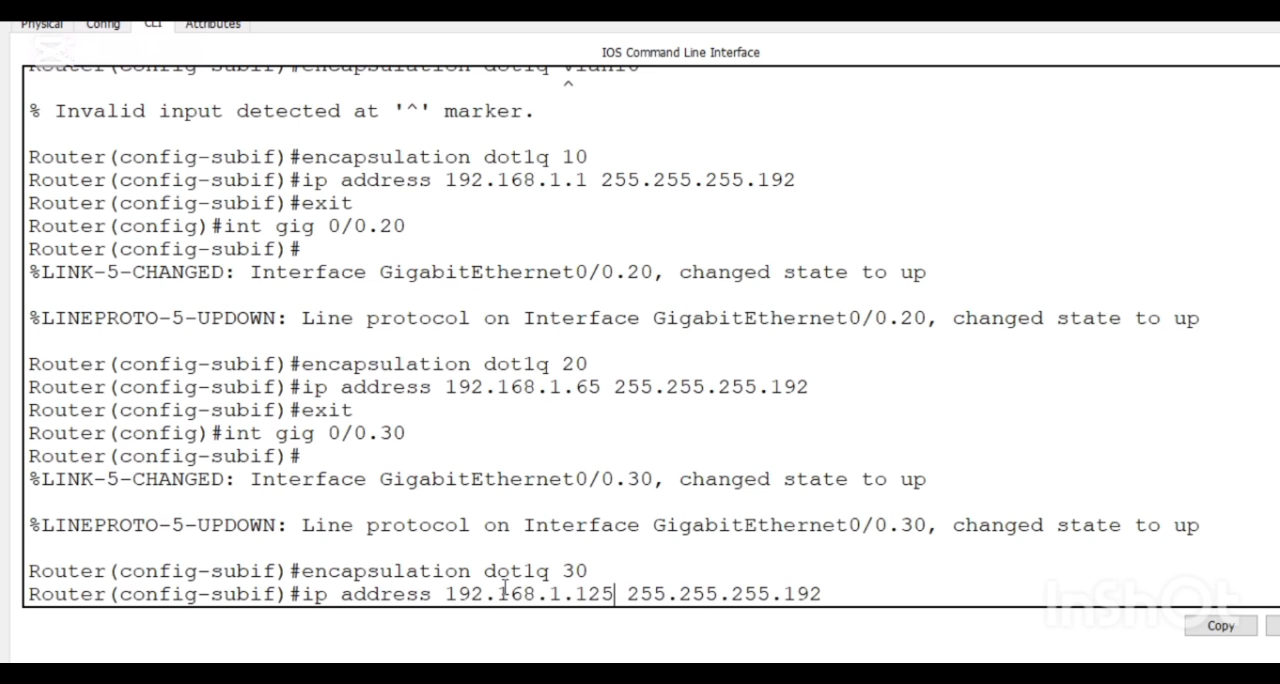 Physical Config CLI Attributes
IOS Command Line Interface
Router(config-subif)#encapsulation dot1q vlan10
^
% Invalid input detected at '^' marker.
Router(config-subif)#encapsulation dot1q 10
Router(config-subif)#ip address 192.168.1.1 255.255.255.192
Router(config-subif)#exit
Router(config)#int gig 0/0.20
Router(config-subif)#
%LINK-5-CHANGED: Interface GigabitEthernet0/0.20, changed state to up
%LINEPROTO-5-UPDOWN: Line protocol on Interface GigabitEthernet0/0.20, changed state to up
Router(config-subif)#encapsulation dot1q 20
Router(config-subif)#ip address 192.168.1.65 255.255.255.192
Router(config-subif)#exit
Router(config)#int gig 0/0.30
Router(config-subif)#
%LINK-5-CHANGED: Interface GigabitEthernet0/0.30, changed state to up
%LINEPROTO-5-UPDOWN: Line protocol on Interface GigabitEthernet0/0.30, changed state to up
Router(config-subif)#encapsulation dot1q 30
Router(config-subif)#ip address 192.168.1.125 255.255.255.192
InShOt
Copy